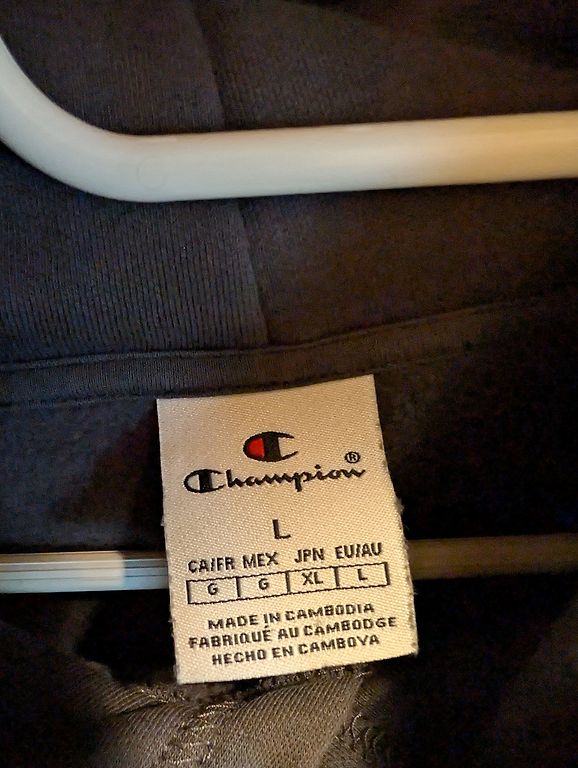 Champion®
L
CA/FR MEX JPN EU/AU
G G XL L
MADE IN CAMBODIA
FABRIQUÉ AU CAMBODGE
HECHO EN CAMBOYA